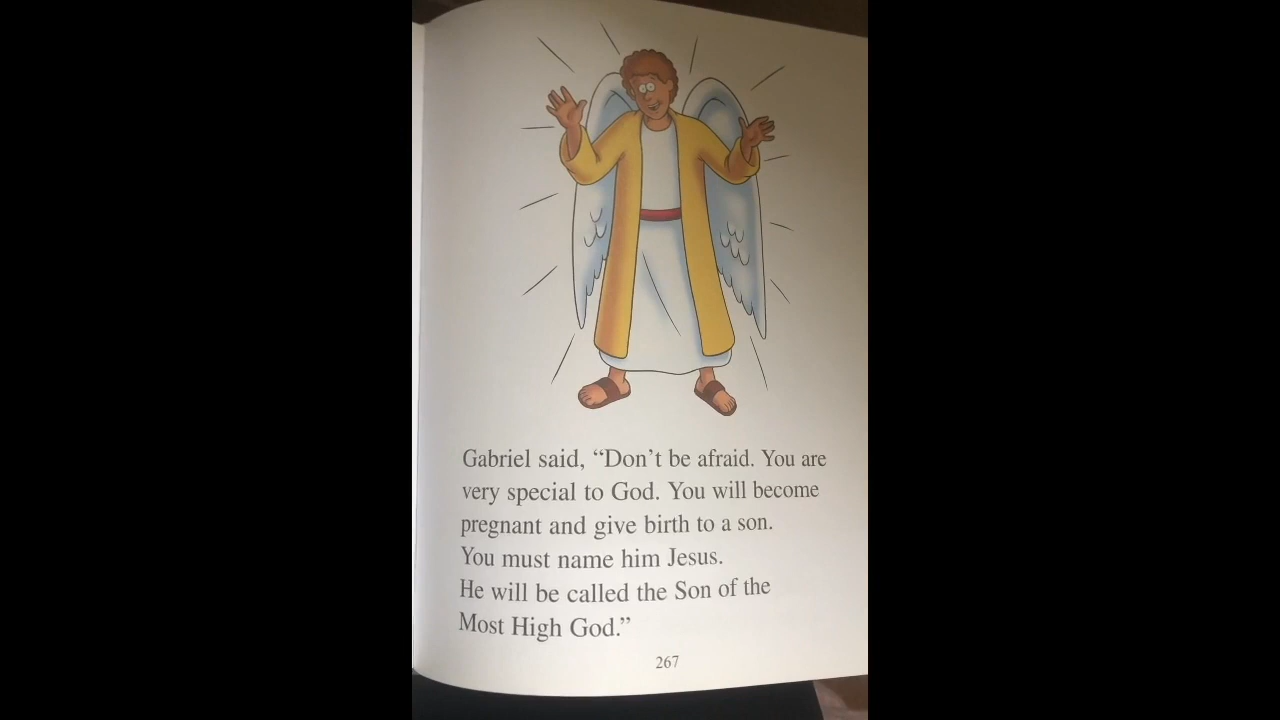 Gabriel said, “Don’t be afraid. You are
very special to God. You will become
pregnant and give birth to a son.
You must name him Jesus.
He will be called the Son of the
Most High God.”
267